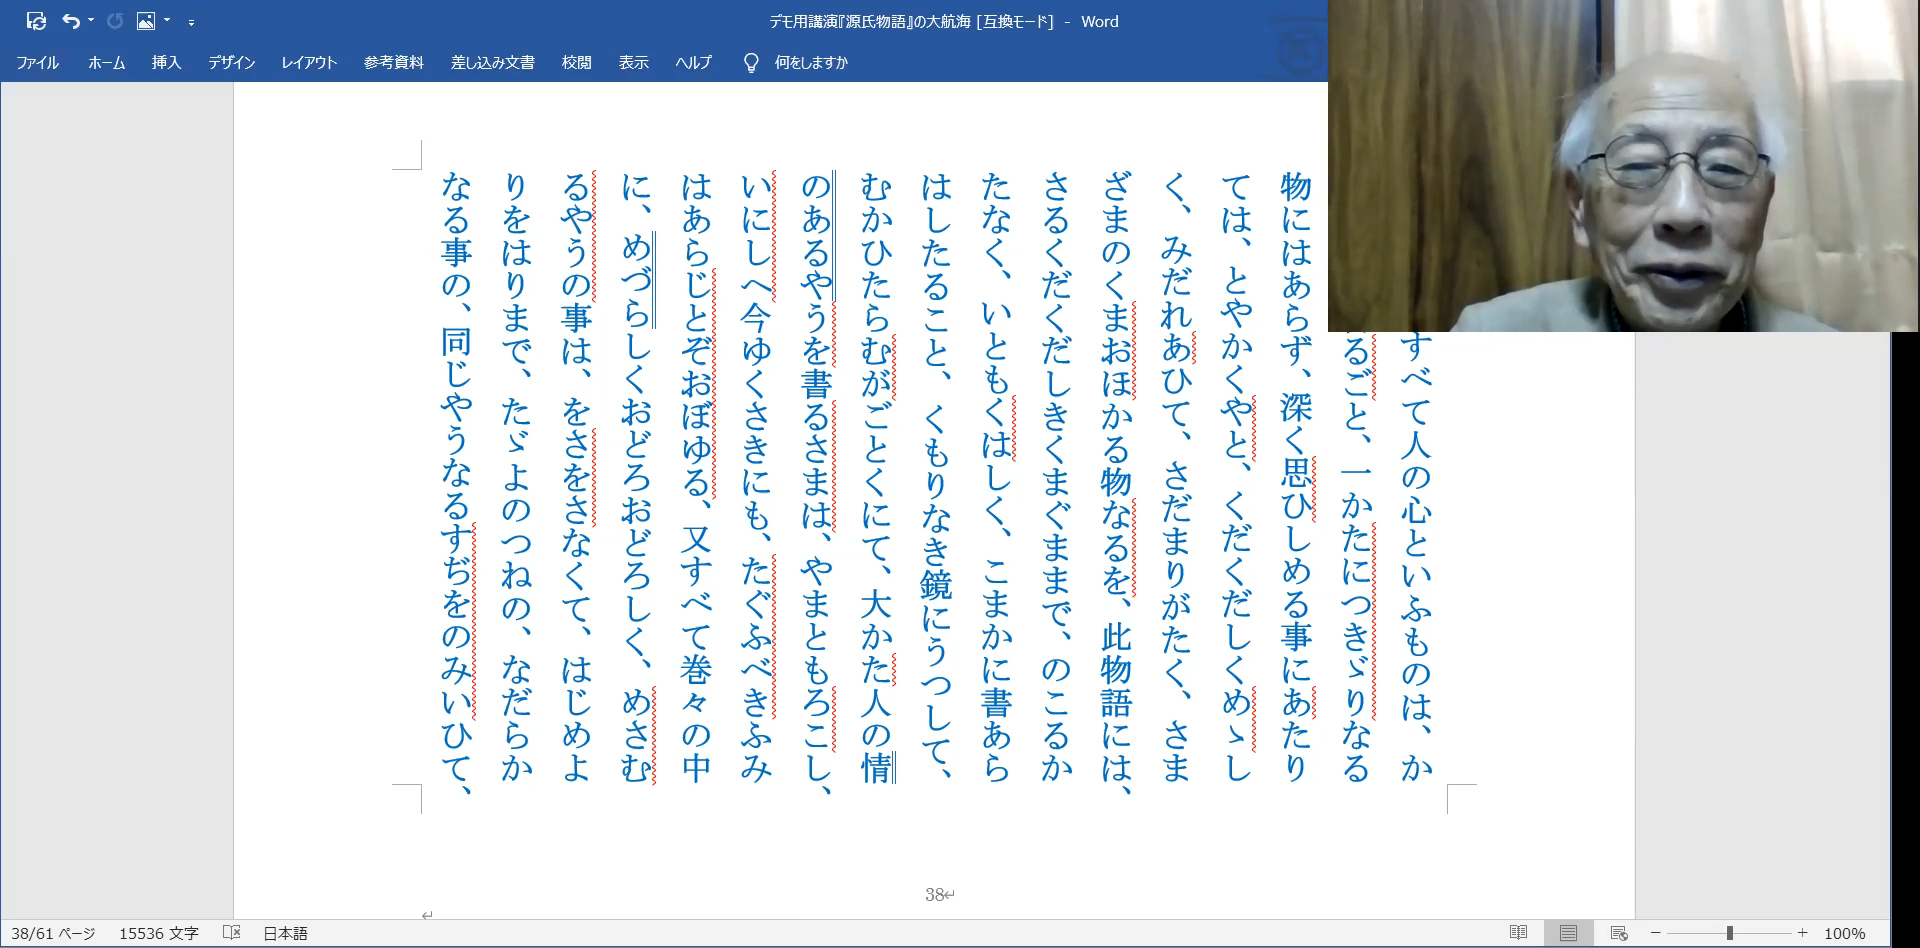 デモ用講演『源氏物語』の大航海 [互換モード] - Word
ファイル ホーム 挿入 デザイン レイアウト 参考資料 差し込み文書 校閲 表示 ヘルプ 何をしますか
すべて人の心といふものは、か
るごと、一かたにつきゞりなる
物にはあらず、深く思ひしめる事にあたり
ては、とやかくやと、くだくだしくめゝし
く、みだれあひて、さだまりがたく、さま
ざまのくまおほかる物なるを、此物語には、
さるくだくだしきくまぐままで、のこるか
たなく、いともくはしく、こまかに書あら
はしたること、くもりなき鏡にうつして、
むかひたらむがごとくにて、大かた人の情
のあるやうを書るさまは、やまともろこし、
いにしへ今ゆくさきにも、たぐふべきふみ
はあらじとぞおぼゆる、又すべて巻々の中
に、めづらしくおどろおどろしく、めさむ
るやうの事は、をさをさなくて、はじめよ
りをはりまで、たゞよのつねの、なだらか
なる事の、同じやうなるすぢをのみいひて、
38
38/61 ページ 15536 文字 日本語 100%